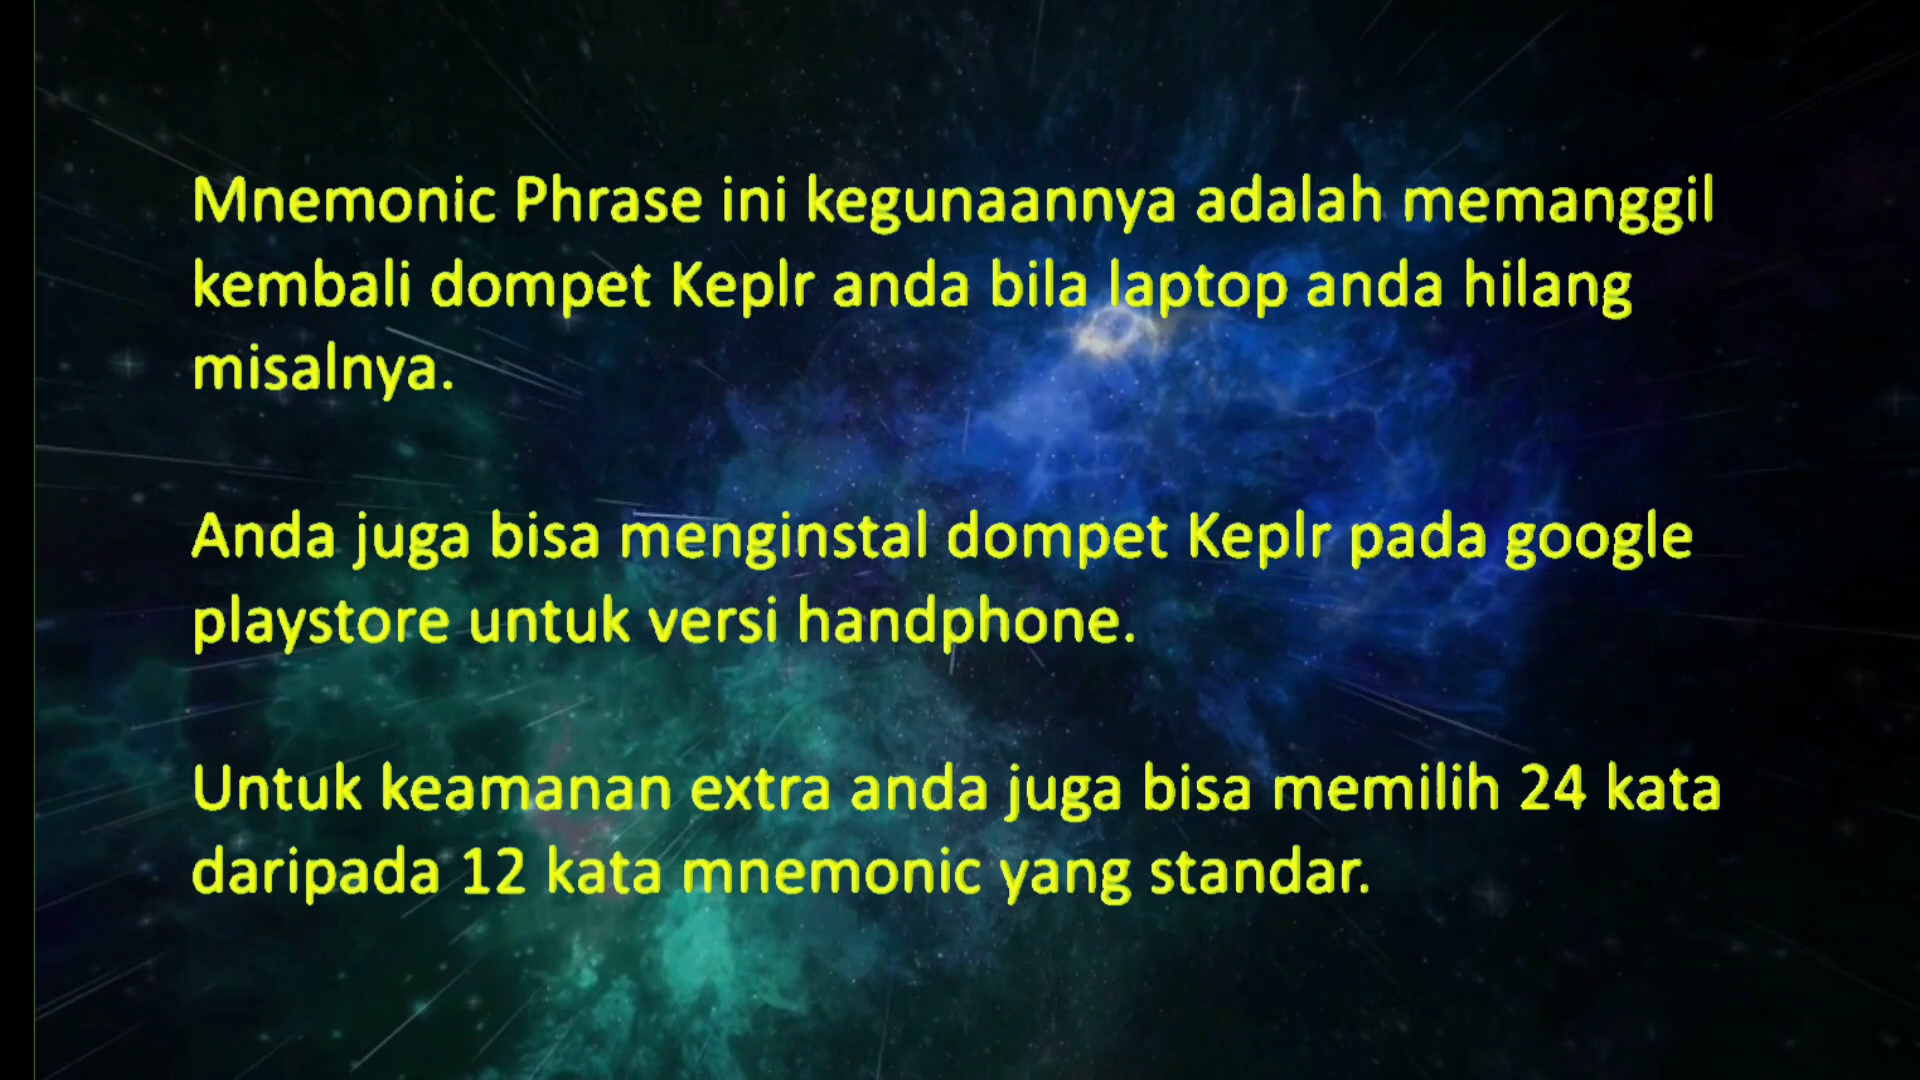 Mnemonic Phrase ini kegunaannya adalah memanggil
kembali dompet Keplr anda bila laptop anda hilang
misalnya.
Anda juga bisa menginstal dompet Keplr pada google
playstore untuk versi handphone.
Untuk keamanan extra anda juga bisa memilih 24 kata
daripada 12 kata mnemonic yang standar.